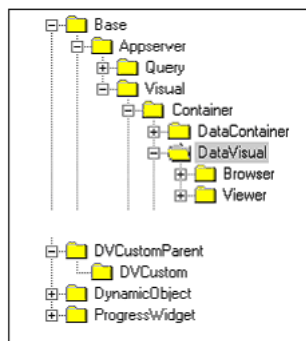 Base
Appserver
Query
Visual
Container
DataContainer
DataVisual
Browser
Viewer
DVCustomParent
DVCustom
DynamicObject
ProgressWidget